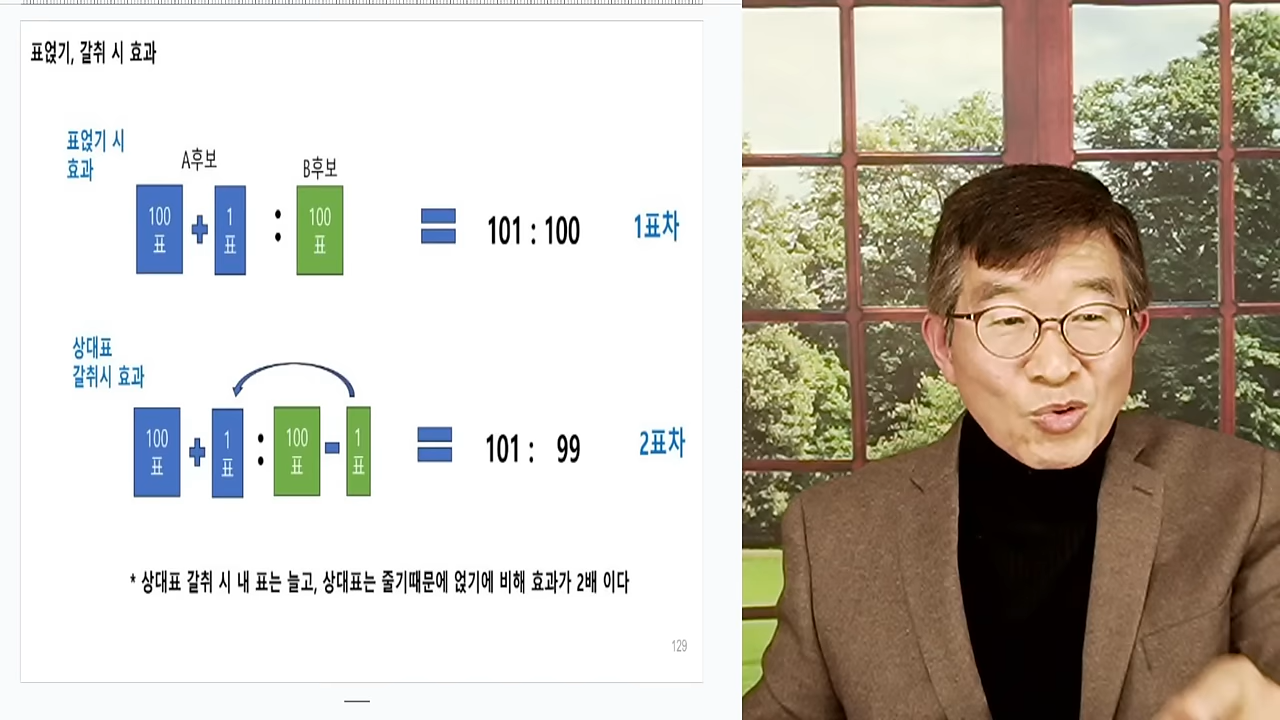 표얹기, 갈취 시 효과
표얹기 시
효과
A후보
B후보
100
표
1
표
:
100
표
101 : 100
1표차
상대표
갈취시 효과
100
표
1
표
:
100
표
1
표
101 : 99
2표차
* 상대표 갈취 시 내 표는 늘고, 상대표는 줄기때문에 얹기에 비해 효과가 2배 이다
129